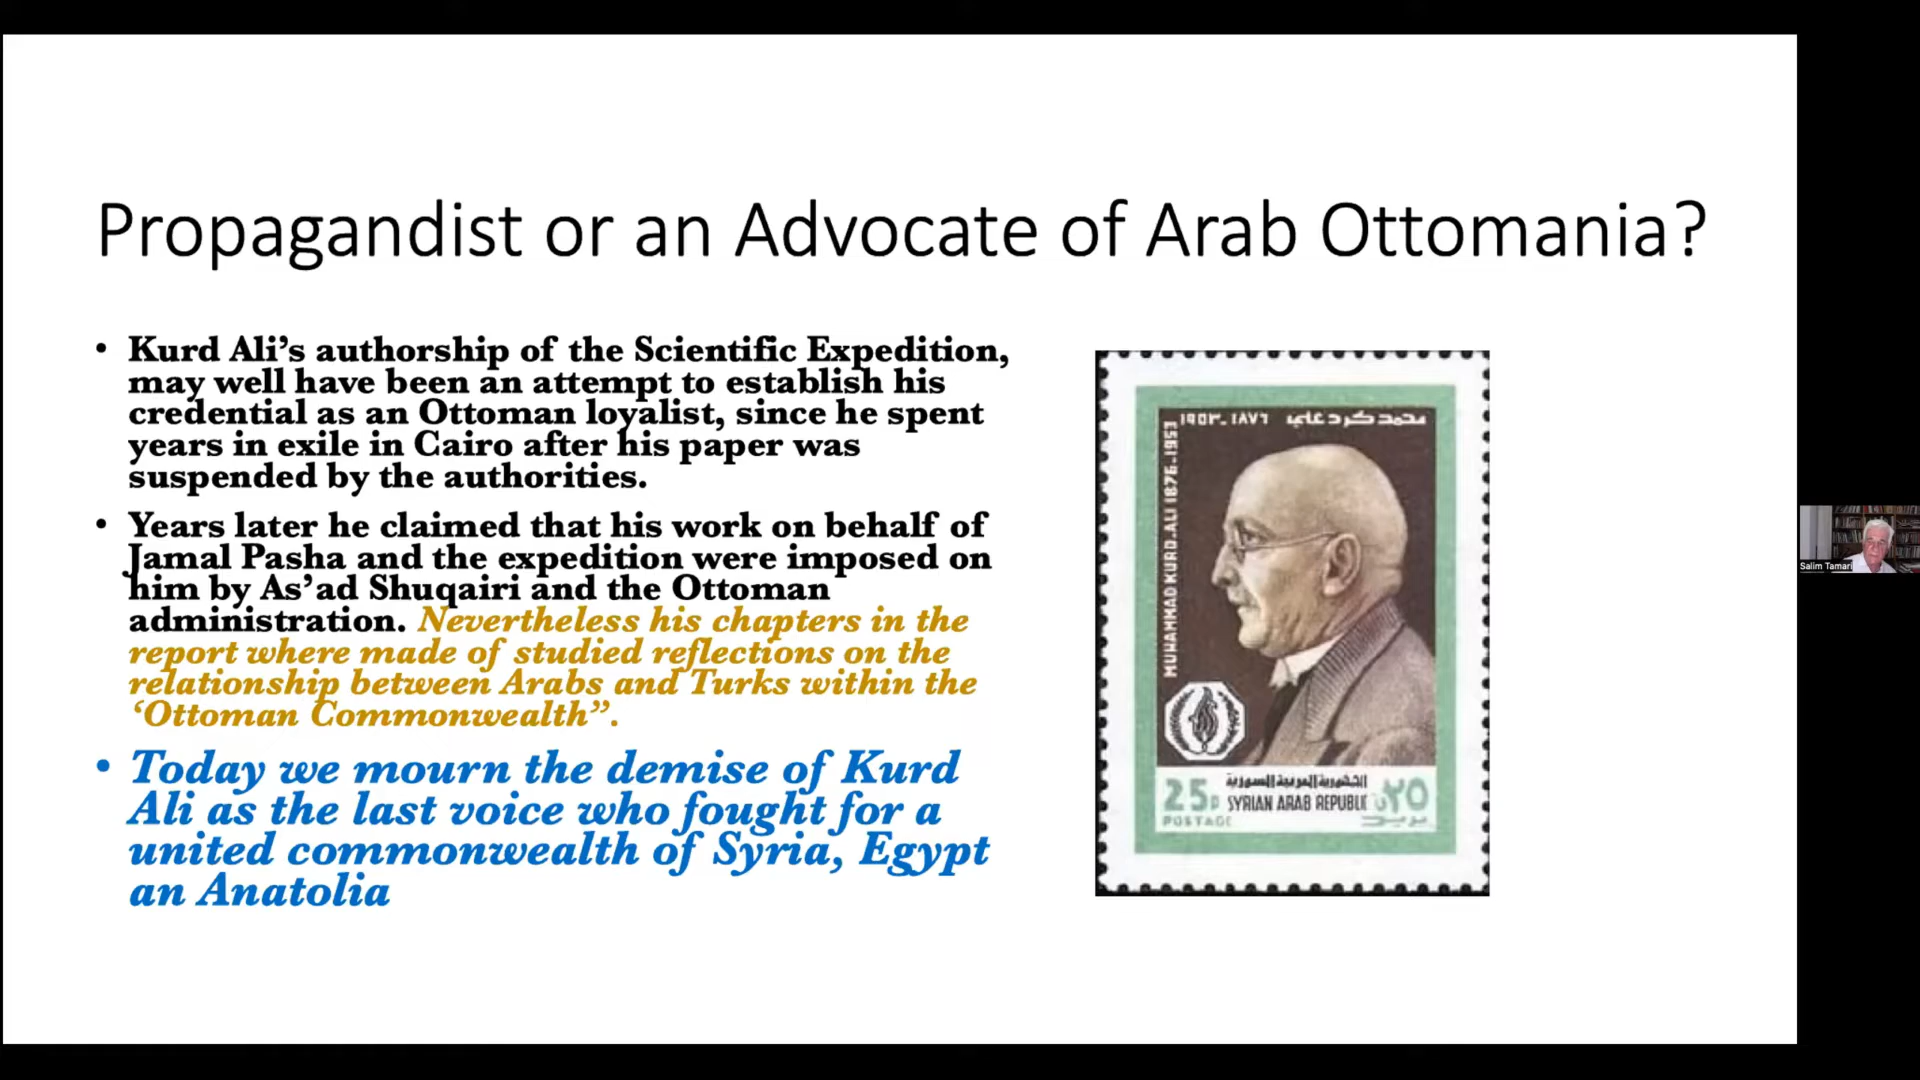 Propagandist or an Advocate of Arab Ottomania?
• Kurd Ali’s authorship of the Scientific Expedition,
may well have been an attempt to establish his
credential as an Ottoman loyalist, since he spent
years in exile in Cairo after his paper was
suspended by the authorities.
• Years later he claimed that his work on behalf of
Jamal Pasha and the expedition were imposed on
him by As’ad Shuqairi and the Ottoman
administration. Nevertheless his chapters in the
report where made of studied reflections on the
relationship between Arabs and Turks within the
‘Ottoman Commonwealth”.
• Today we mourn the demise of Kurd
Ali as the last voice who fought for a
united commonwealth of Syria, Egypt
an Anatolia
محمد كرد علي ١٨٧٦-١٩٥٣
MUHAMMAD KURD-ALI 1876-1953
الجمهورية العربية السورية
25P SYRIAN ARAB REPUBLIC ٢٥ق
POSTAGE بريد
Salim Tamari